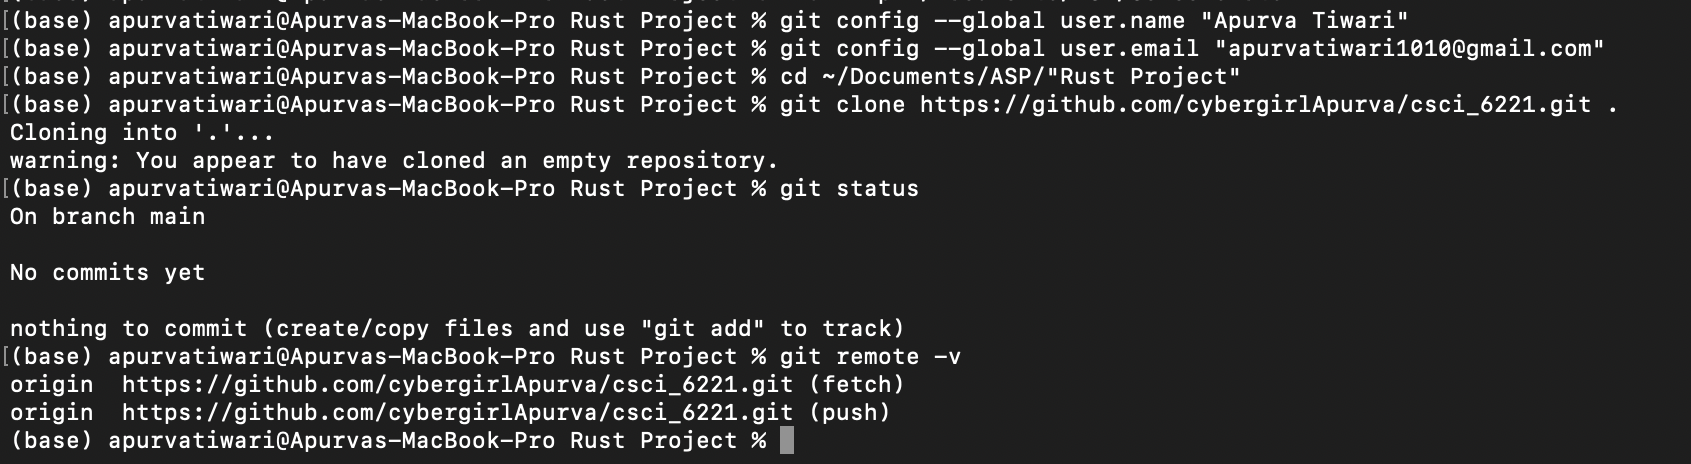 [(base) apurvatiwari@Apurvas-MacBook-Pro Rust Project % git config --global user.name "Apurva Tiwari"
[(base) apurvatiwari@Apurvas-MacBook-Pro Rust Project % git config --global user.email "apurvatiwari1010@gmail.com"
[(base) apurvatiwari@Apurvas-MacBook-Pro Rust Project % cd ~/Documents/ASP/"Rust Project"
[(base) apurvatiwari@Apurvas-MacBook-Pro Rust Project % git clone https://github.com/cybergirlApurva/csci_6221.git .
Cloning into '.'...
warning: You appear to have cloned an empty repository.
[(base) apurvatiwari@Apurvas-MacBook-Pro Rust Project % git status
On branch main
No commits yet
nothing to commit (create/copy files and use "git add" to track)
[(base) apurvatiwari@Apurvas-MacBook-Pro Rust Project % git remote -v
origin  https://github.com/cybergirlApurva/csci_6221.git (fetch)
origin  https://github.com/cybergirlApurva/csci_6221.git (push)
(base) apurvatiwari@Apurvas-MacBook-Pro Rust Project %